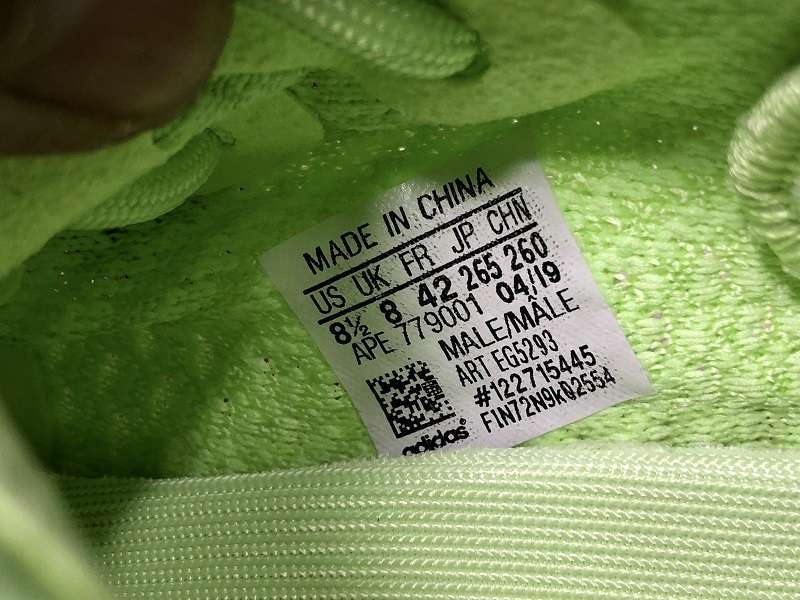 MADE IN CHINA
US UK FR JP CHN
8½ 8 42 265 260
APE 779001 04/19
MALE/MÂLE
ART EG5293
#122715445
F1N72N9k02554
adidas